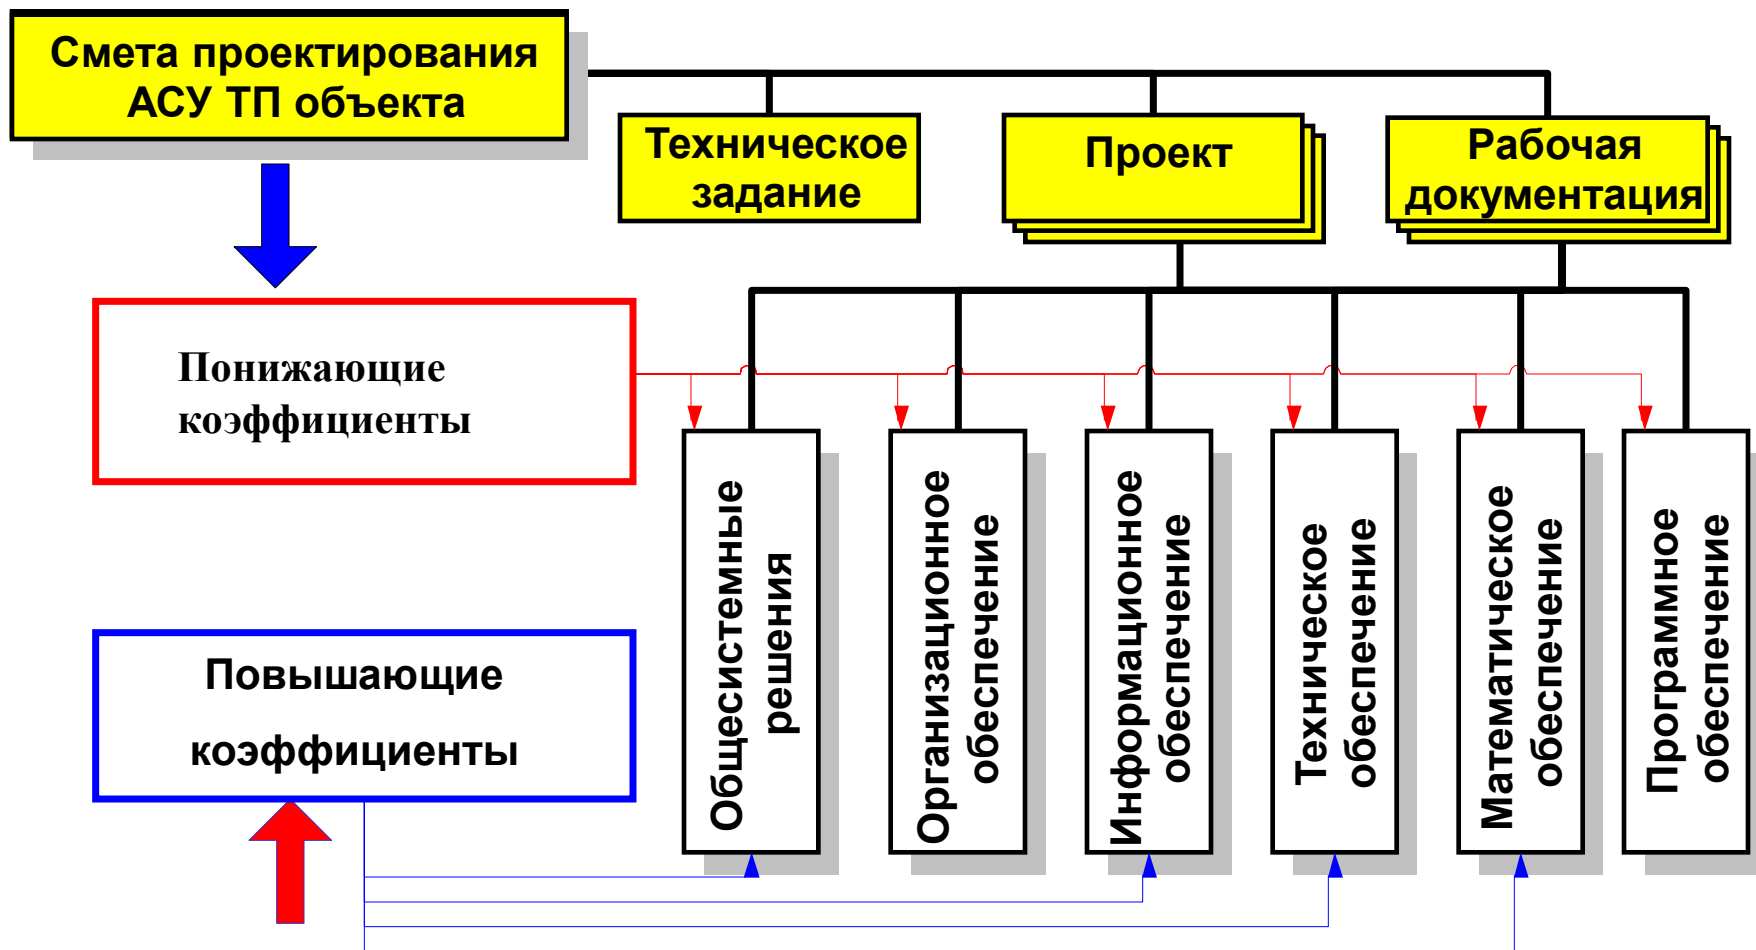 Смета проектирования
АСУ ТП объекта
Техническое
задание
Проект
Рабочая
документация
Понижающие
коэффициенты
Повышающие
коэффициенты
Общесистемные
решения
Организационное
обеспечение
Информационное
обеспечение
Техническое
обеспечение
Математическое
обеспечение
Программное
обеспечение